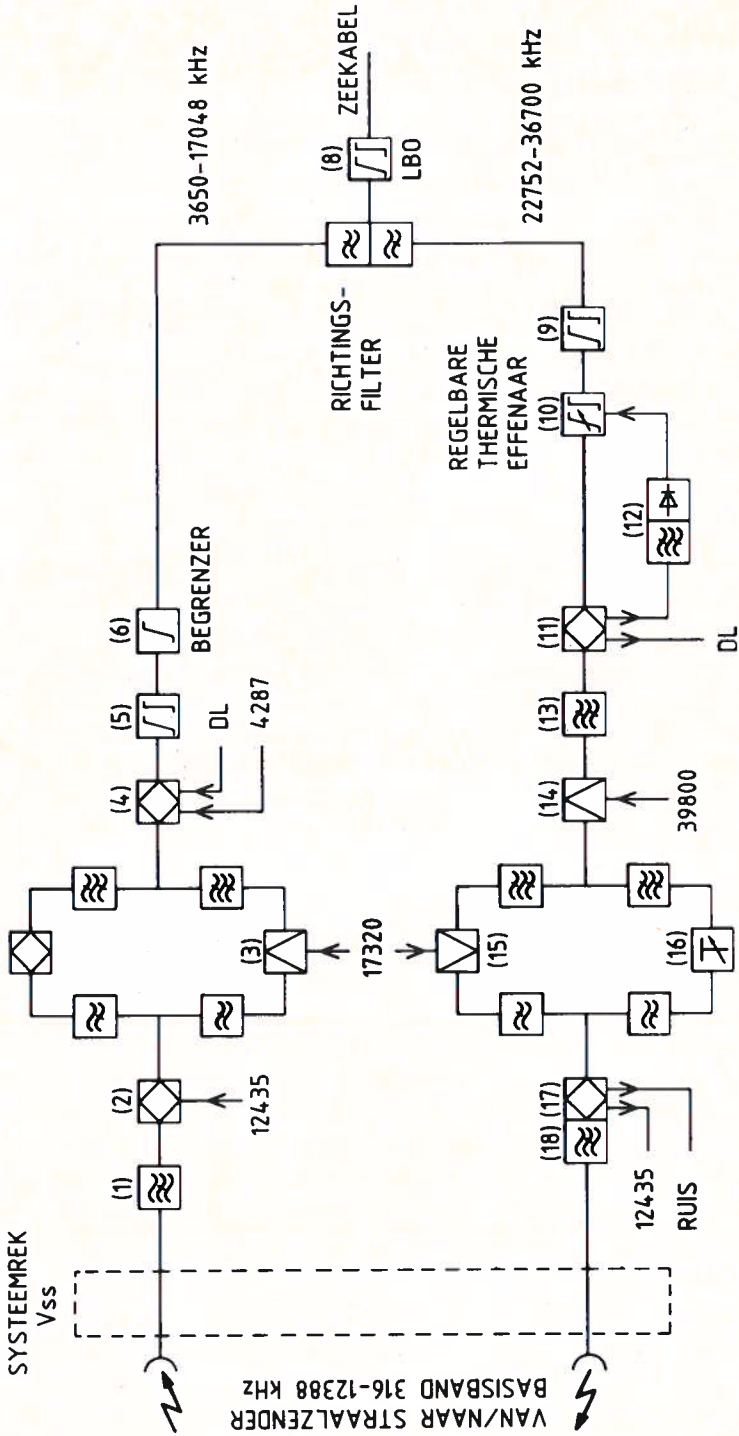 SYSTEEMREK
Vss
VAN/NAAR STRAALZENDER
BASISBAND 316-12388 kHz
(1)
(2)
12435
(3)
17320
(4)
DL
4287
(5)
(6)
BEGRENZER
3650-17048 kHz
RICHTINGS-
FILTER
(8)
LBO
ZEEKABEL
22752-36700 kHz
(9)
REGELBARE
THERMISCHE
EFFENAAR
(10)
(12)
(11)
DL
(13)
(14)
39800
(15)
(16)
(17)
(18)
12435
RUIS